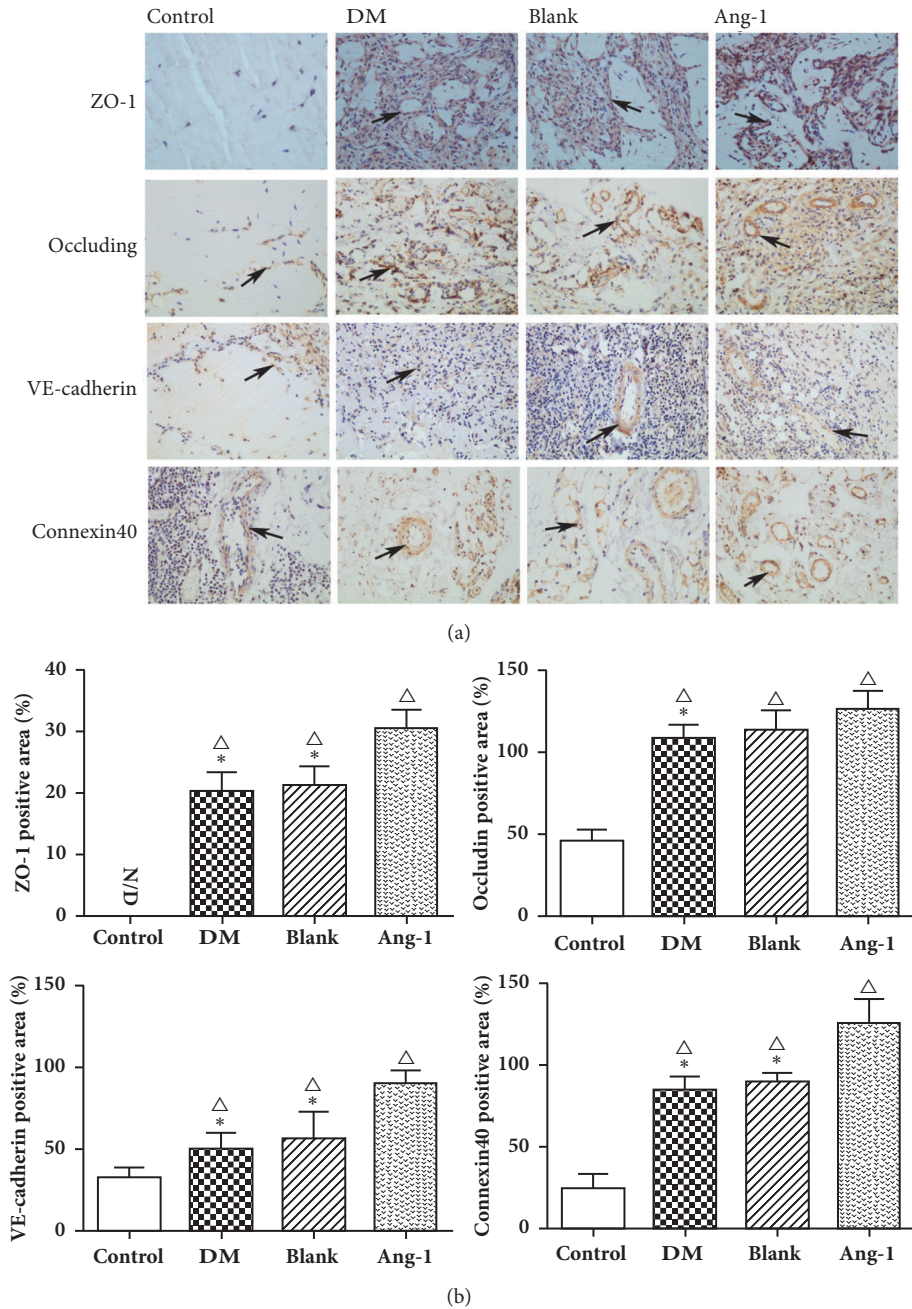 Control DM Blank Ang-1
ZO-1
Occluding
VE-cadherin
Connexin40
(a)
ZO-1 positive area (%)
40
30
20
10
0
N/D
△
*
△
*
△
Control DM Blank Ang-1
Occludin positive area (%)
150
100
50
0
△
*
△
△
Control DM Blank Ang-1
VE-cadherin positive area (%)
150
100
50
0
△
*
△
*
△
Control DM Blank Ang-1
Connexin40 positive area (%)
150
100
50
0
△
*
△
*
△
Control DM Blank Ang-1
(b)